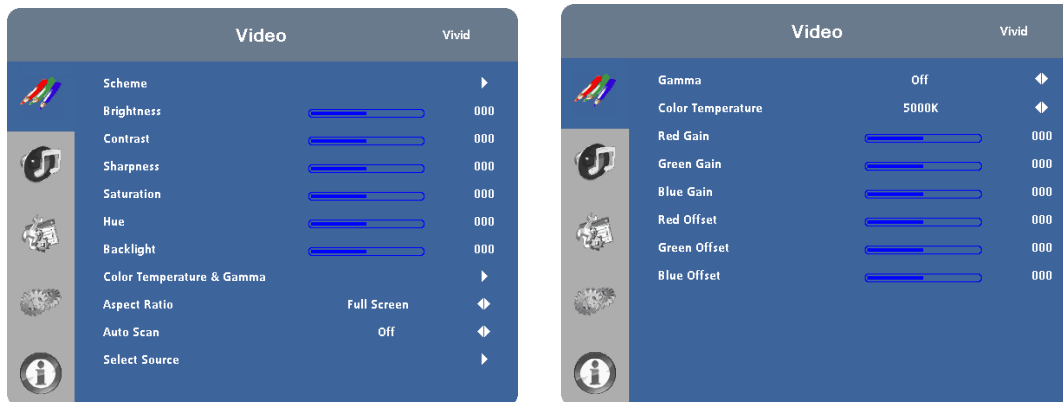 Video Vivid
Scheme
Brightness 000
Contrast 000
Sharpness 000
Saturation 000
Hue 000
Backlight 000
Color Temperature & Gamma
Aspect Ratio Full Screen
Auto Scan Off
Select Source
Video Vivid
Gamma Off
Color Temperature 5000K
Red Gain 000
Green Gain 000
Blue Gain 000
Red Offset 000
Green Offset 000
Blue Offset 000